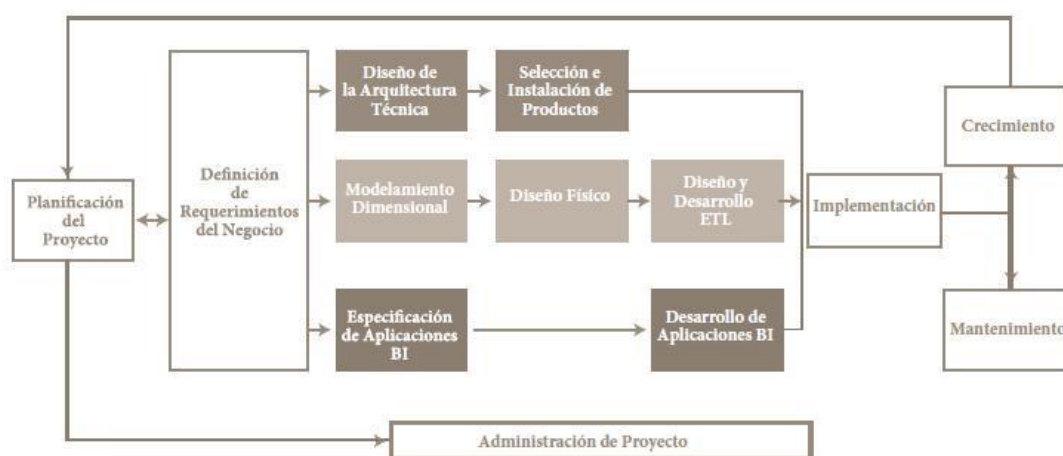 Diseño de
la Arquitectura
Técnica
Selección e
Instalación de
Productos
Crecimiento
Planificación
del
Proyecto
Definición
de
Requerimientos
del Negocio
Modelamiento
Dimensional
Diseño Físico
Diseño y
Desarrollo
ETL
Implementación
Especificación
de Aplicaciones
BI
Desarrollo de
Aplicaciones BI
Mantenimiento
Administración de Proyecto